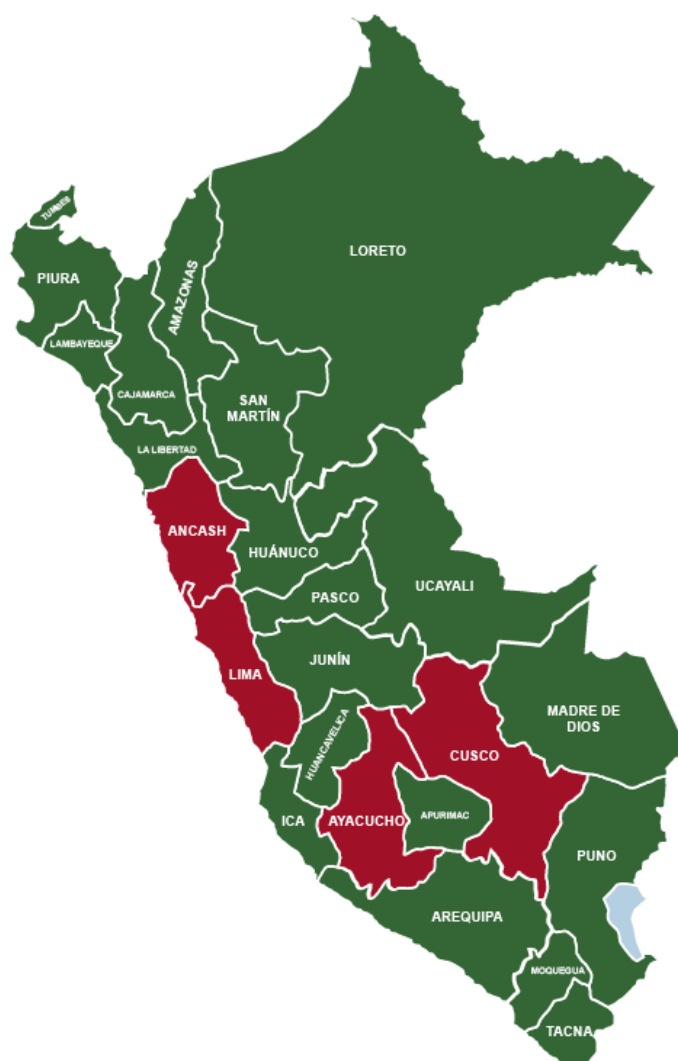 TUMBES
PIURA
LAMBAYEQUE
CAJAMARCA
AMAZONAS
LORETO
SAN
MARTÍN
LA LIBERTAD
ANCASH
HUÁNUCO
UCAYALI
PASCO
LIMA
JUNÍN
MADRE DE
DIOS
HUANCAVELICA
CUSCO
ICA
AYACUCHO
APURIMAC
PUNO
AREQUIPA
MOQUEGUA
TACNA